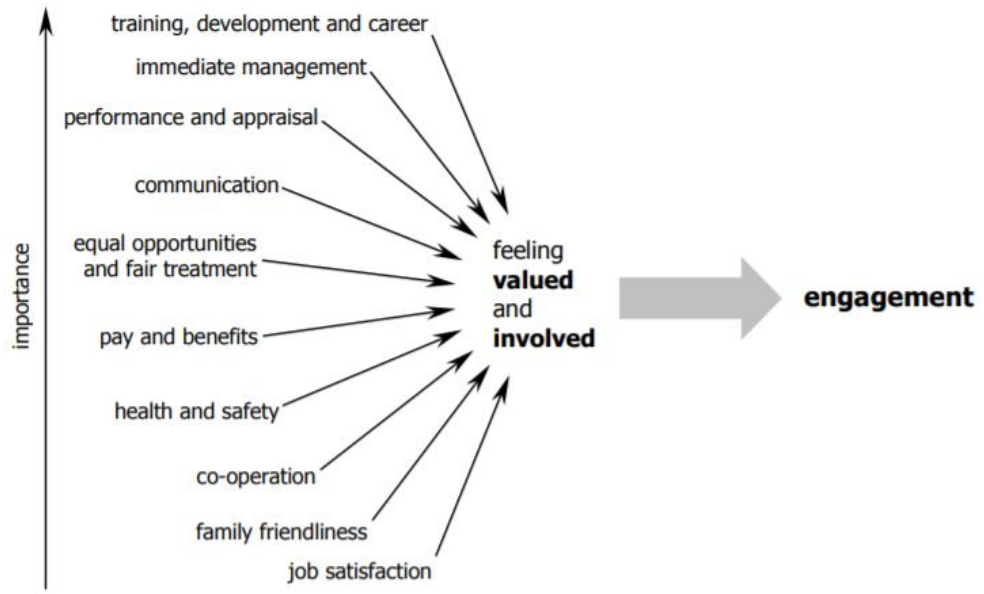 training, development and career
immediate management
performance and appraisal
communication
equal opportunities
and fair treatment
pay and benefits
health and safety
co-operation
family friendliness
job satisfaction
importance
feeling
valued
and
involved
engagement